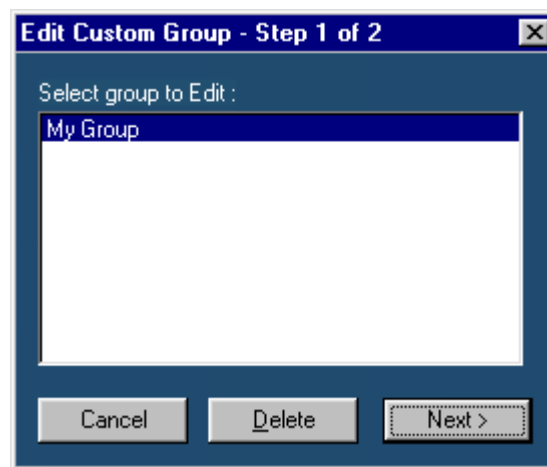 Edit Custom Group - Step 1 of 2
Select group to Edit :
My Group
Cancel
Delete
Next >